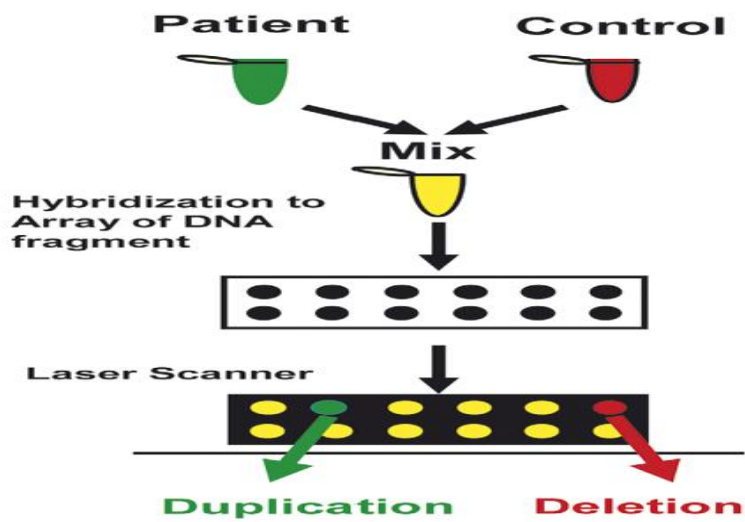 Patient
Control
Mix
Hybridization to
Array of DNA
fragment
Laser Scanner
Duplication
Deletion